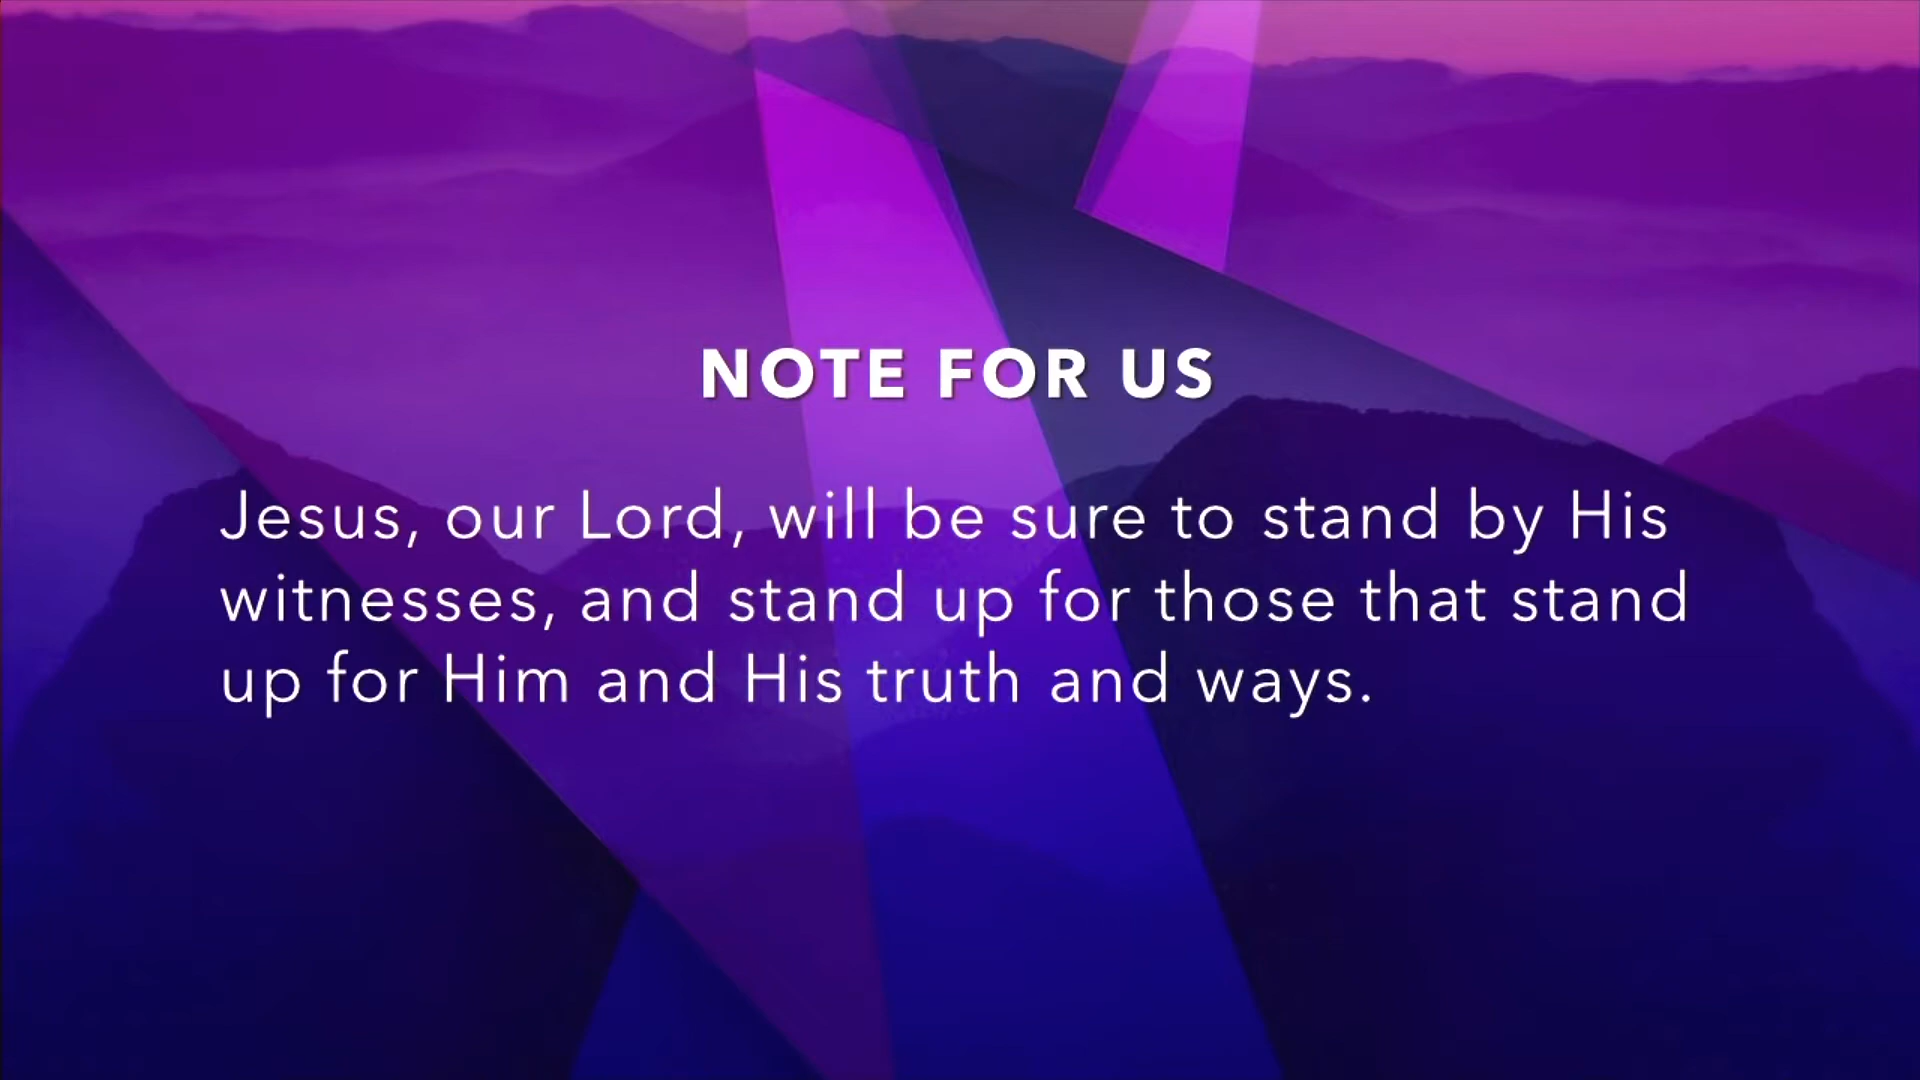 NOTE FOR US
Jesus, our Lord, will be sure to stand by His
witnesses, and stand up for those that stand
up for Him and His truth and ways.